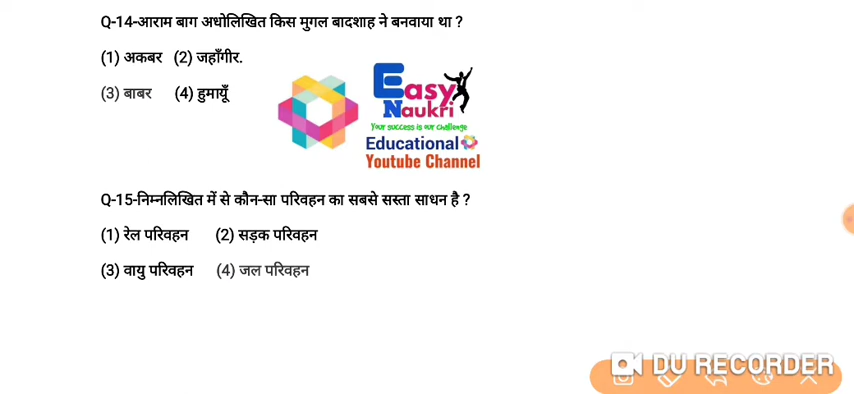 Q-14-आराम बाग अधोलिखित किस मुगल बादशाह ने बनवाया था ?
(1) अकबर (2) जहाँगीर.
(3) बाबर (4) हुमायूँ
Easy
Naukri
Your success is our challenge
Educational
Youtube Channel
Q-15-निम्नलिखित में से कौन-सा परिवहन का सबसे सस्ता साधन है ?
(1) रेल परिवहन (2) सड़क परिवहन
(3) वायु परिवहन (4) जल परिवहन
DU RECORDER